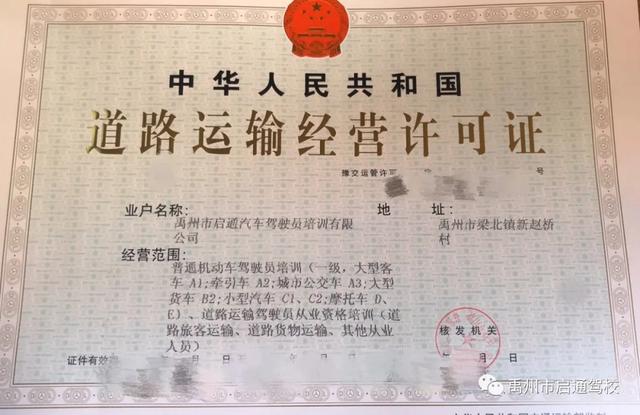 中华人民共和国
道路运输经营许可证
豫交运管许可
号
业户名称：
禹州市启通汽车驾驶员培训有限
公司
地 址：
禹州市梁北镇新赵桥
村
经营范围：
普通机动车驾驶员培训（一级，大型客
车 A1;牵引车 A2;城市公交车 A3;大型
货车 B2;小型汽车 C1、C2;摩托车 D、
E）、道路运输驾驶员从业资格培训（道
路旅客运输、道路货物运输、其他从业
人员）
核发机关
证件有效
月 日
年 月 日
禹州市启通驾校